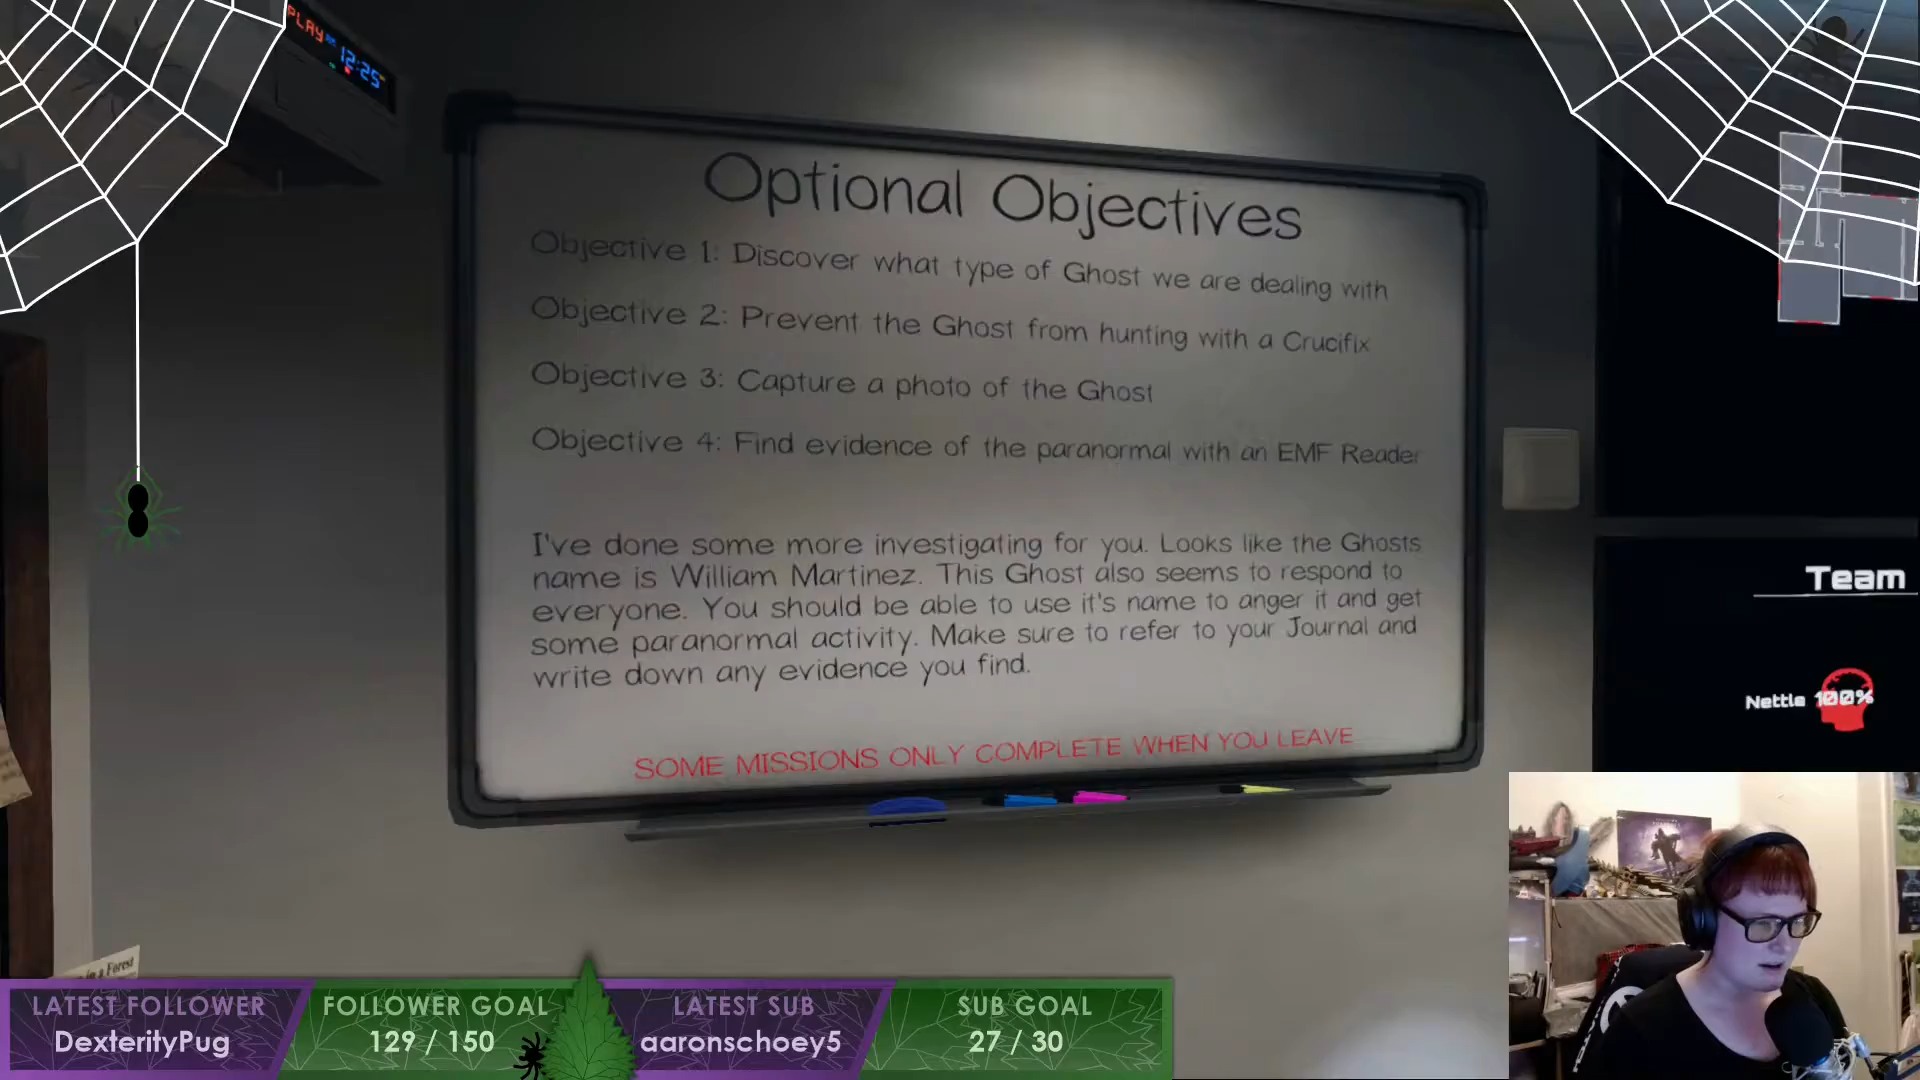 PLAY
12:25
Optional Objectives
Objective 1: Discover what type of Ghost we are dealing with
Objective 2: Prevent the Ghost from hunting with a Crucifix
Objective 3: Capture a photo of the Ghost
Objective 4: Find evidence of the paranormal with an EMF Reader
I've done some more investigating for you. Looks like the Ghosts
name is William Martinez. This Ghost also seems to respond to
everyone. You should be able to use it's name to anger it and get
some paranormal activity. Make sure to refer to your Journal and
write down any evidence you find.
SOME MISSIONS ONLY COMPLETE WHEN YOU LEAVE
Team
Nettle 100%
in a Forest
LATEST FOLLOWER
DexterityPug
FOLLOWER GOAL
129 / 150
LATEST SUB
aaronschoey5
SUB GOAL
27 / 30